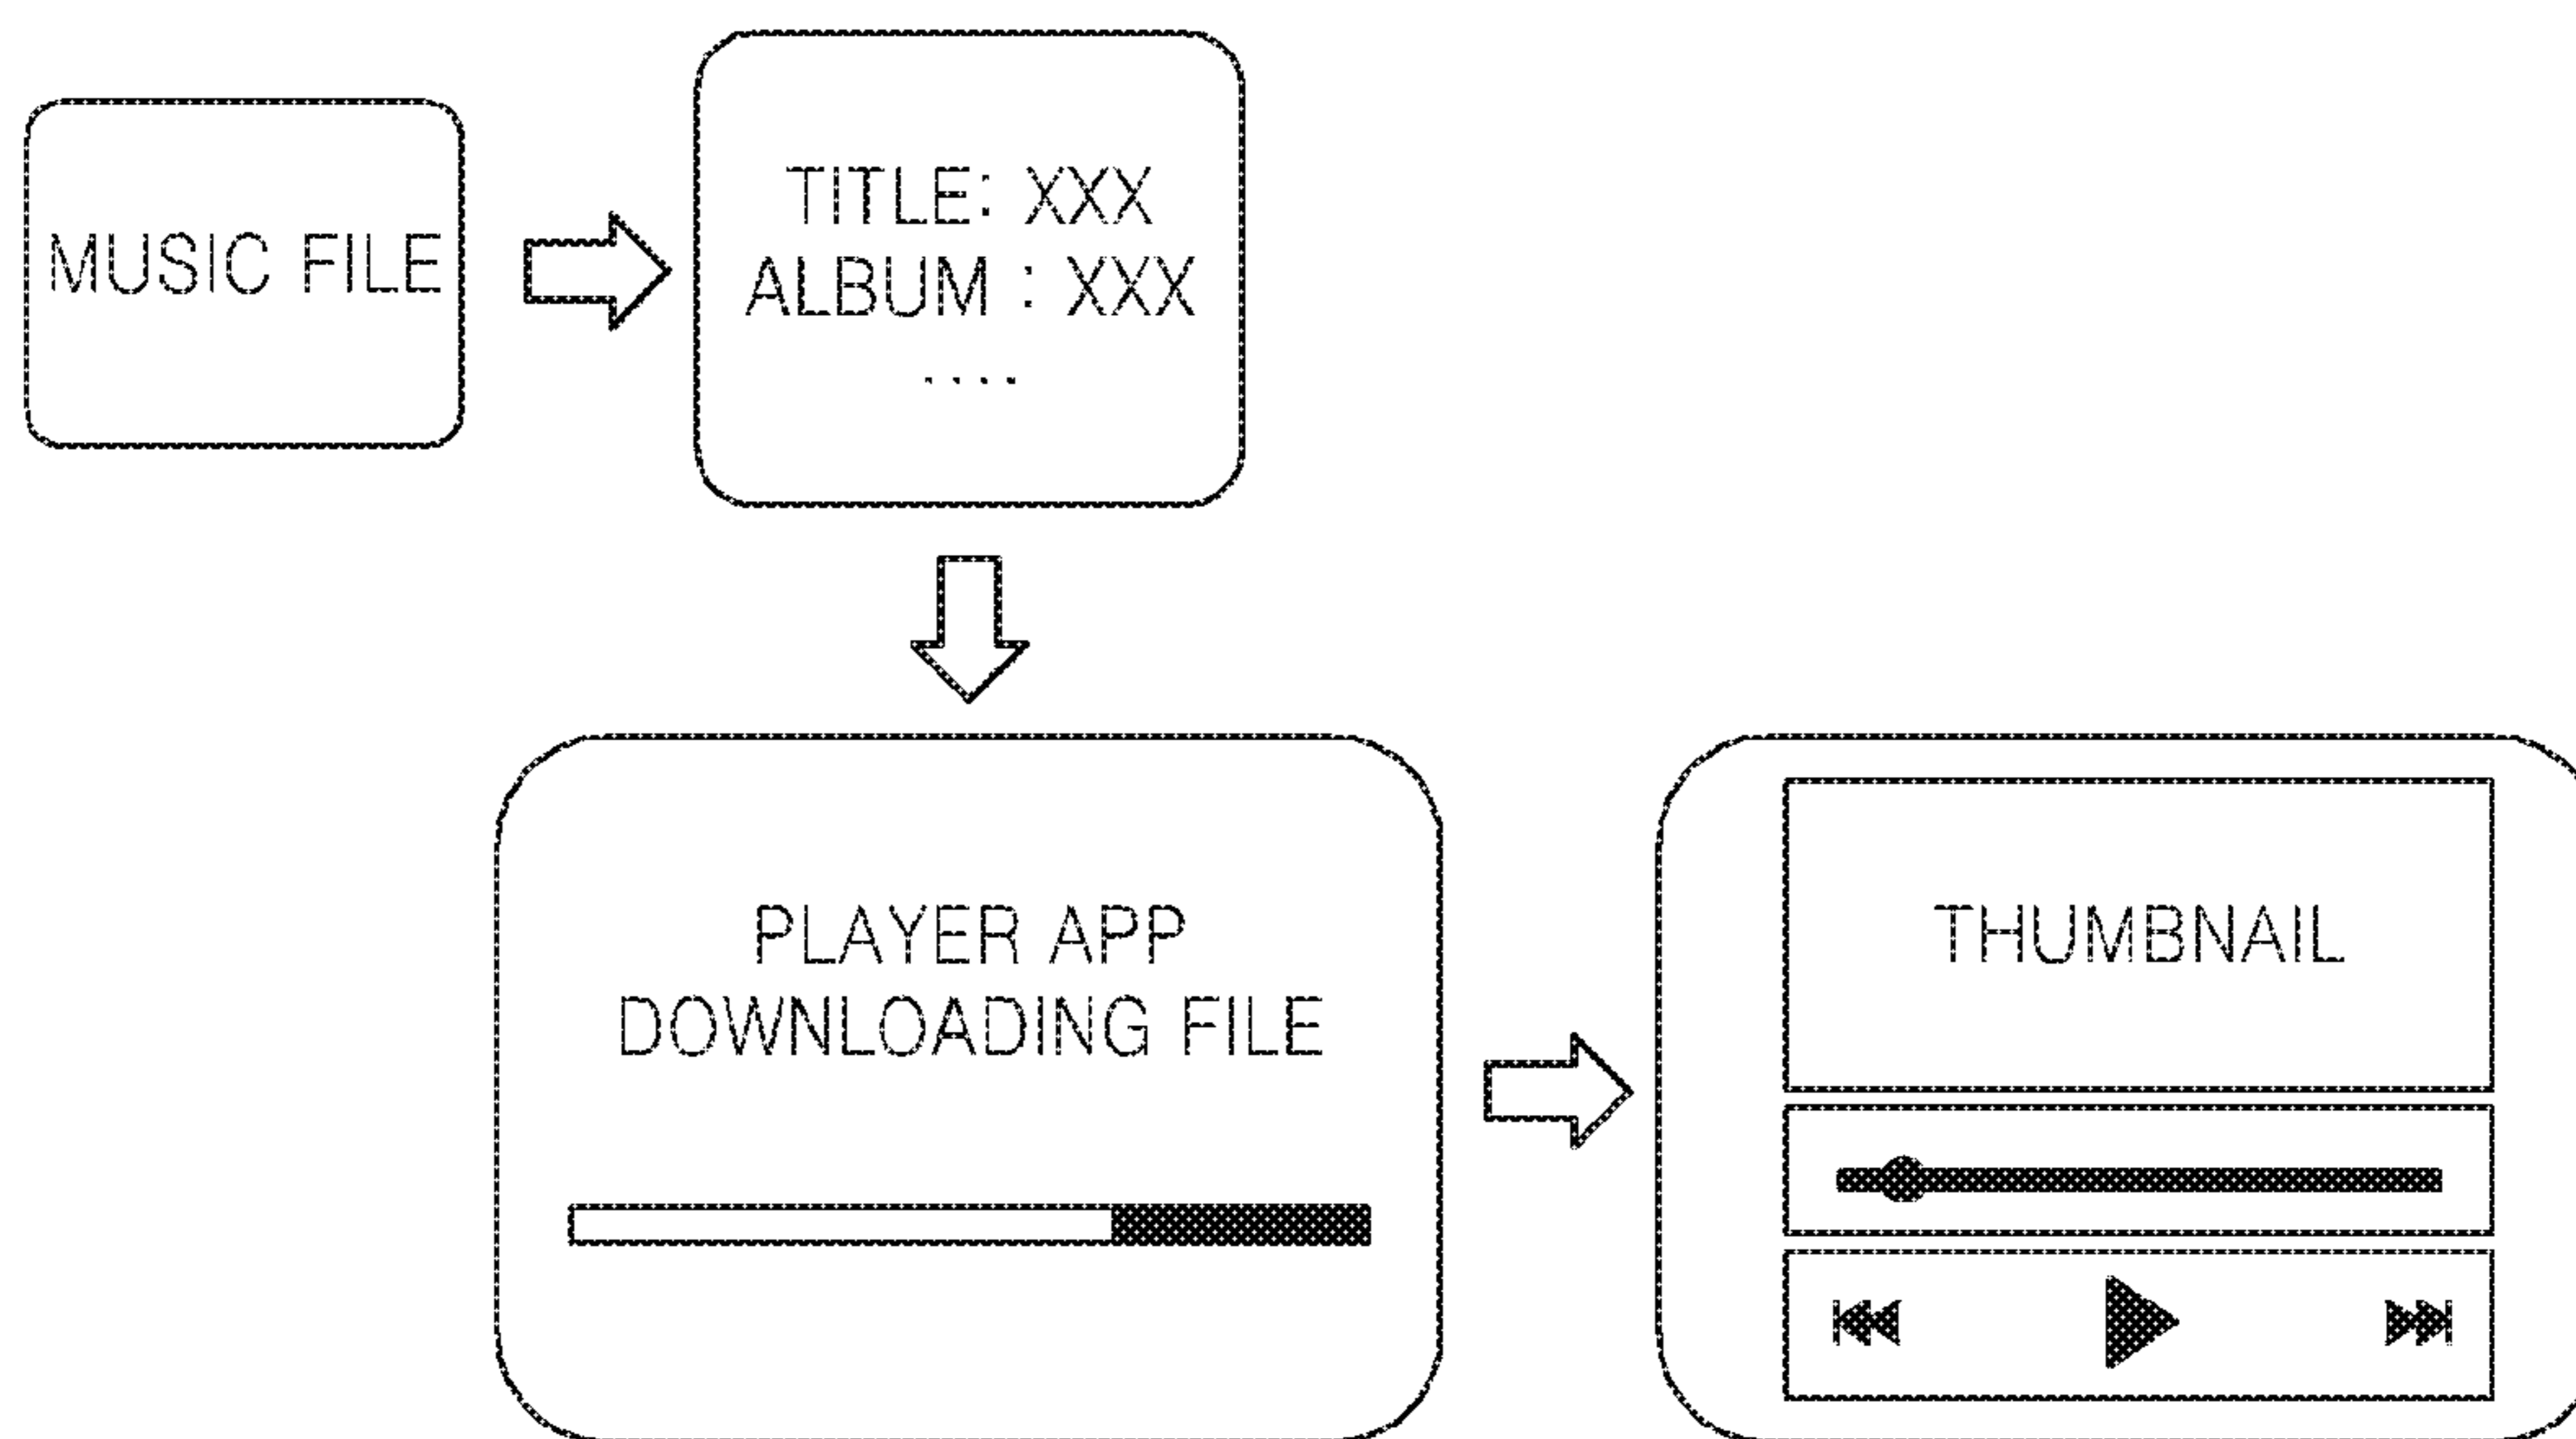 MUSIC FILE
TITLE: XXX
ALBUM : XXX
....
PLAYER APP
DOWNLOADING FILE
THUMBNAIL